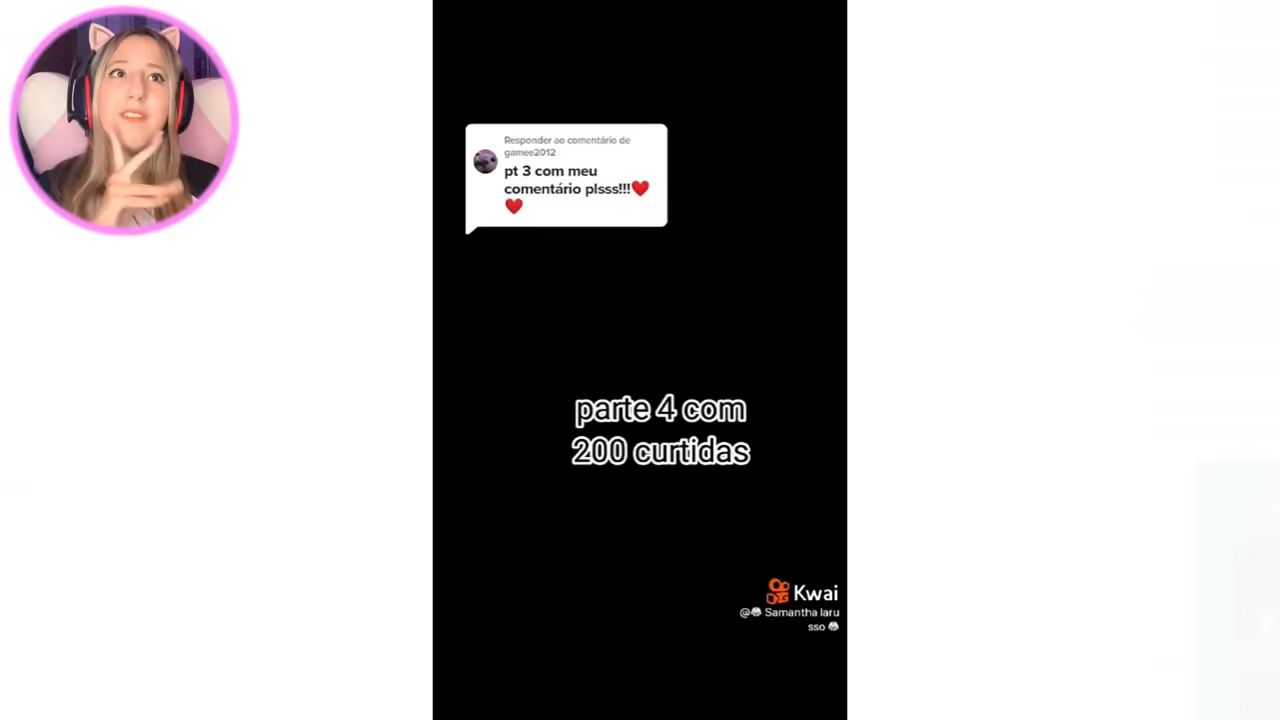 Responder ao comentário de
gamee2012
pt 3 com meu
comentário plsss!!!❤️
❤️
parte 4 com
200 curtidas
Kwai
@🐼 Samantha laru
sso 🐼